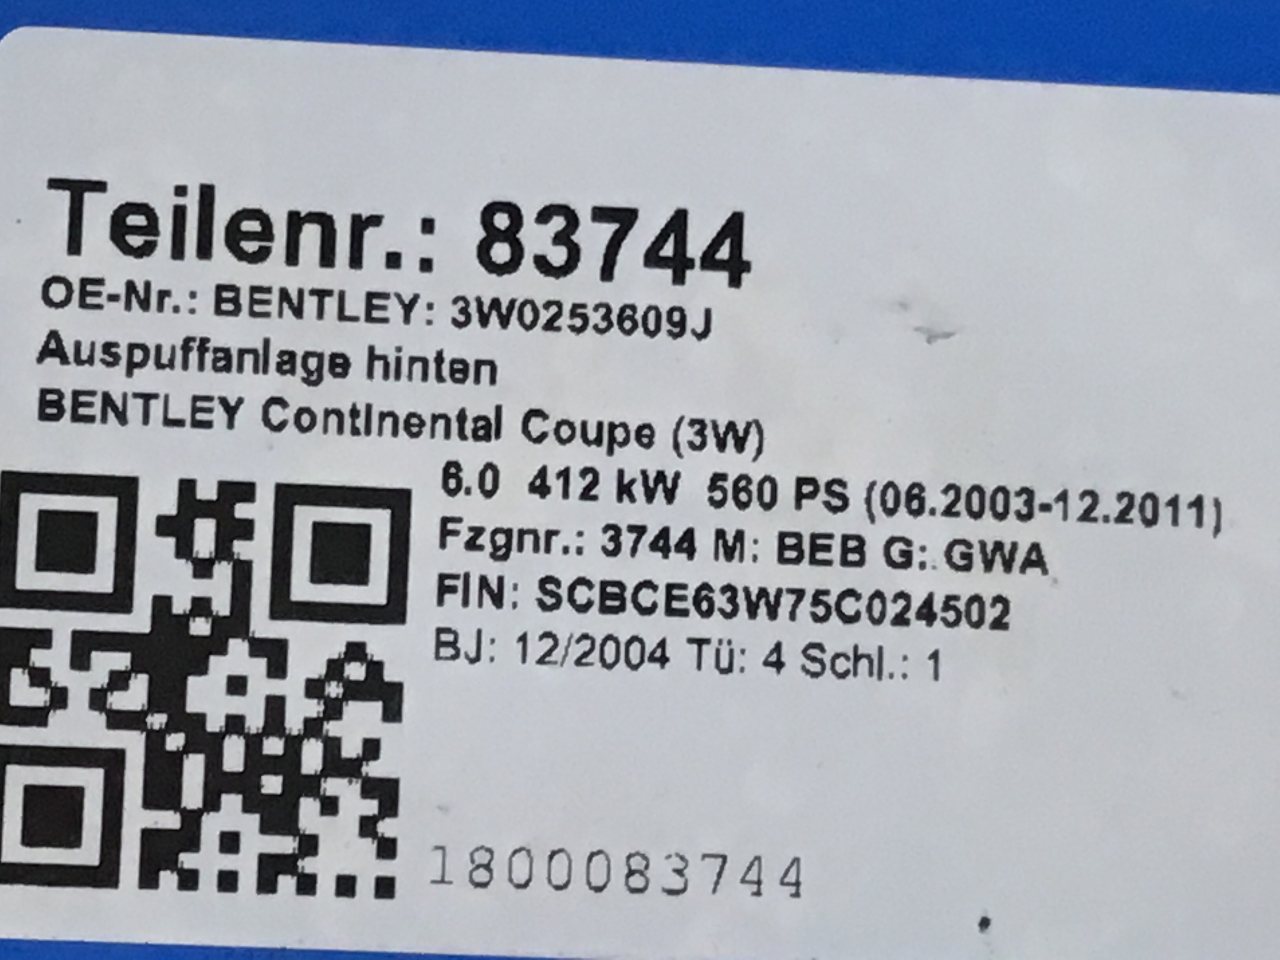 Teilenr.: 83744
OE-Nr.: BENTLEY: 3W0253609J
Auspuffanlage hinten
BENTLEY Continental Coupe (3W)
6.0 412 kW 560 PS (06.2003-12.2011)
Fzgnr.: 3744 M: BEB G: GWA
FIN: SCBCE63W75C024502
BJ: 12/2004 Tü: 4 Schl.: 1
1800083744